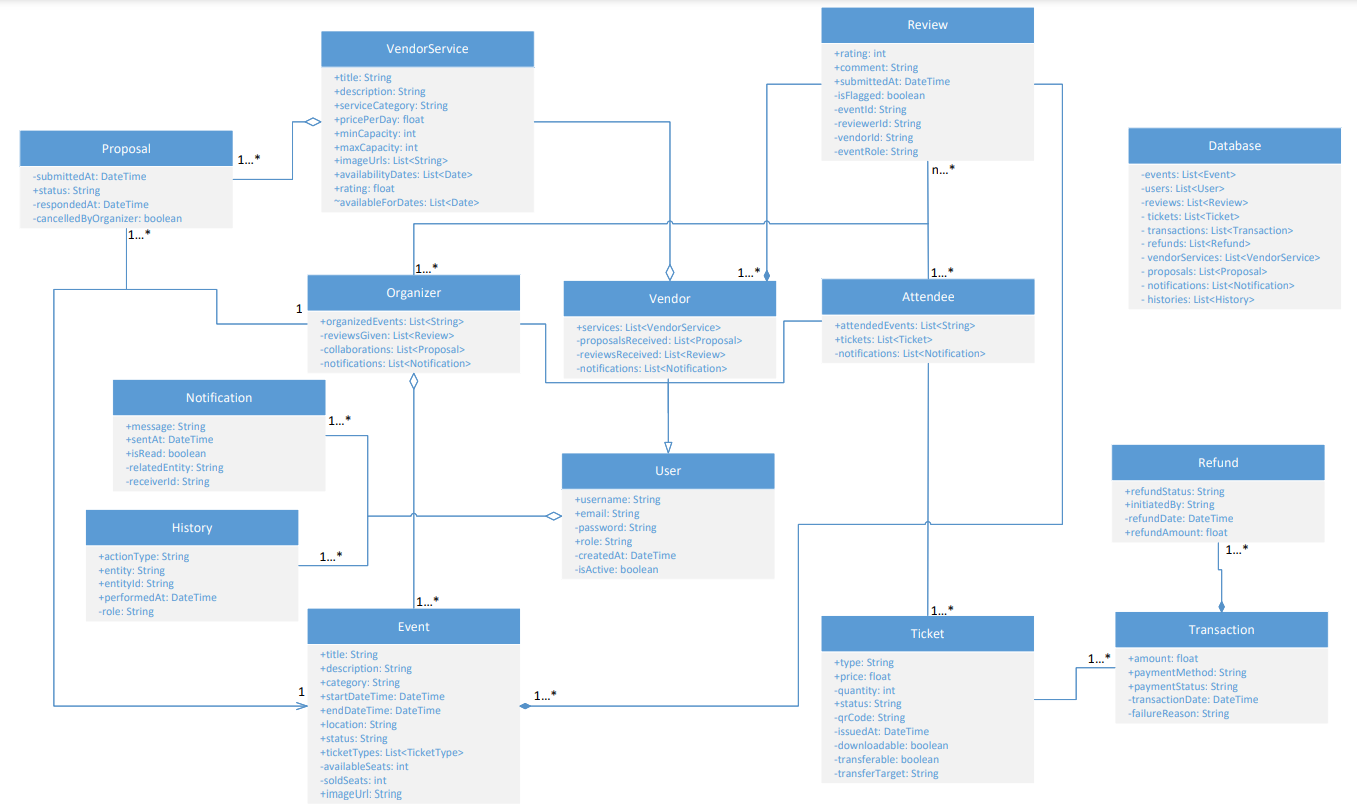 VendorService
+title: String
+description: String
+serviceCategory: String
+pricePerDay: float
+minCapacity: int
+maxCapacity: int
+imageUrls: List<String>
+availabilityDates: List<Date>
+rating: float
~availableForDates: List<Date>
Review
+rating: int
+comment: String
+submittedAt: DateTime
-isFlagged: boolean
-eventId: String
-reviewerId: String
-vendorId: String
-eventRole: String
n...*
Proposal
-submittedAt: DateTime
+status: String
-respondedAt: DateTime
-cancelledByOrganizer: boolean
1...*
1...*
Database
-events: List<Event>
-users: List<User>
-reviews: List<Review>
- tickets: List<Ticket>
- transactions: List<Transaction>
- refunds: List<Refund>
- vendorServices: List<VendorService>
- proposals: List<Proposal>
- notifications: List<Notification>
- histories: List<History>
1...*
1
Organizer
+organizedEvents: List<String>
-reviewsGiven: List<Review>
-collaborations: List<Proposal>
-notifications: List<Notification>
1...*
Vendor
+services: List<VendorService>
-proposalsReceived: List<Proposal>
-reviewsReceived: List<Review>
-notifications: List<Notification>
1...*
Attendee
+attendedEvents: List<String>
+tickets: List<Ticket>
-notifications: List<Notification>
Notification
+message: String
+sentAt: DateTime
+isRead: boolean
-relatedEntity: String
-receiverId: String
1...*
User
+username: String
+email: String
-password: String
+role: String
-createdAt: DateTime
-isActive: boolean
Refund
+refundStatus: String
+initiatedBy: String
-refundDate: DateTime
+refundAmount: float
1...*
History
+actionType: String
+entity: String
+entityId: String
+performedAt: DateTime
-role: String
1...*
1...*
1
Event
+title: String
+description: String
+category: String
+startDateTime: DateTime
+endDateTime: DateTime
+location: String
+status: String
+ticketTypes: List<TicketType>
-availableSeats: int
-soldSeats: int
+imageUrl: String
1...*
1...*
Ticket
+type: String
+price: float
-quantity: int
+status: String
-qrCode: String
-issuedAt: DateTime
-downloadable: boolean
-transferable: boolean
-transferTarget: String
1...*
Transaction
+amount: float
+paymentMethod: String
+paymentStatus: String
-transactionDate: DateTime
-failureReason: String